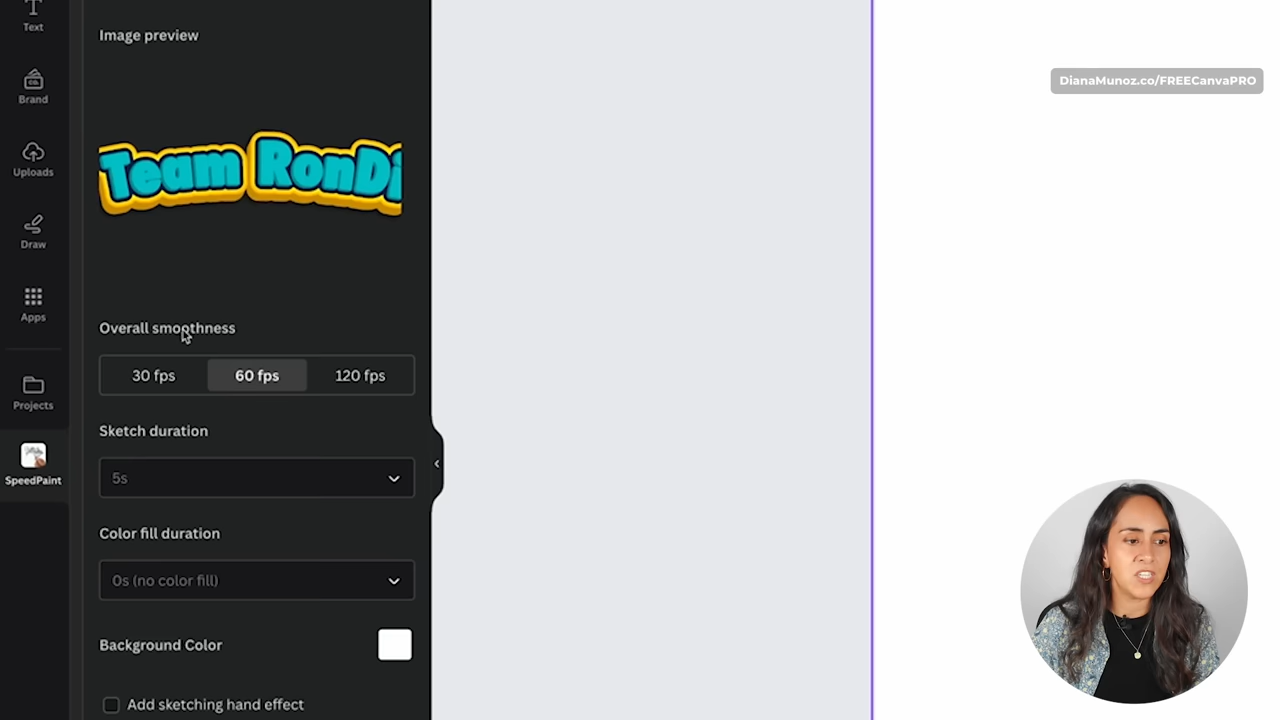 Text
Image preview
DianaMunoz.co/FREECanvaPRO
Brand
Team RonDi
Uploads
Draw
Apps
Overall smoothness
30 fps 60 fps 120 fps
Projects
Sketch duration
SpeedPaint
5s
Color fill duration
0s (no color fill)
Background Color
Add sketching hand effect